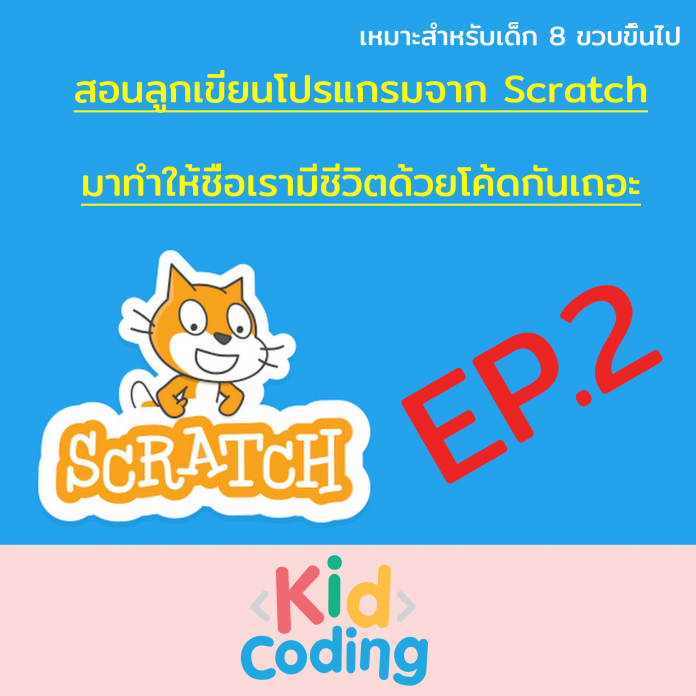 เหมาะสำหรับเด็ก 8 ขวบขึ้นไป
สอนลูกเขียนโปรแกรมจาก Scratch
มาทำให้ชื่อเรามีชีวิตด้วยโค้ดกันเถอะ
EP.2
SCRATCH
<Kid>
Coding